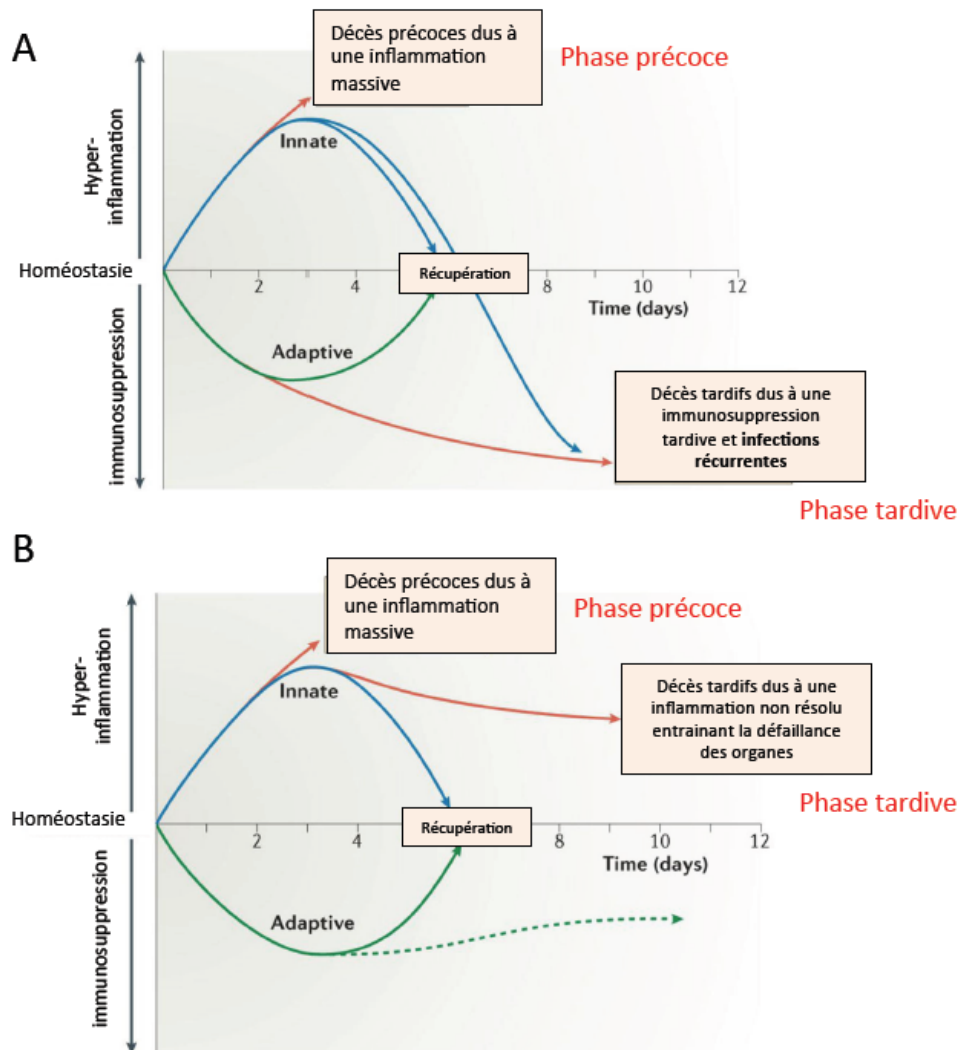 A
Décès précoces dus à
une inflammation
massive
Phase précoce
Hyper-
inflammation
Innate
Homéostasie
Récupération
2
4
8
10
12
Time (days)
immunosuppression
Adaptive
Décès tardifs dus à une
immunosuppression
tardive et infections
récurrentes
Phase tardive
B
Décès précoces dus à
une inflammation
massive
Phase précoce
Hyper-
inflammation
Innate
Décès tardifs dus à une
inflammation non résolu
entrainant la défaillance
des organes
Phase tardive
Homéostasie
Récupération
2
4
8
10
12
Time (days)
immunosuppression
Adaptive